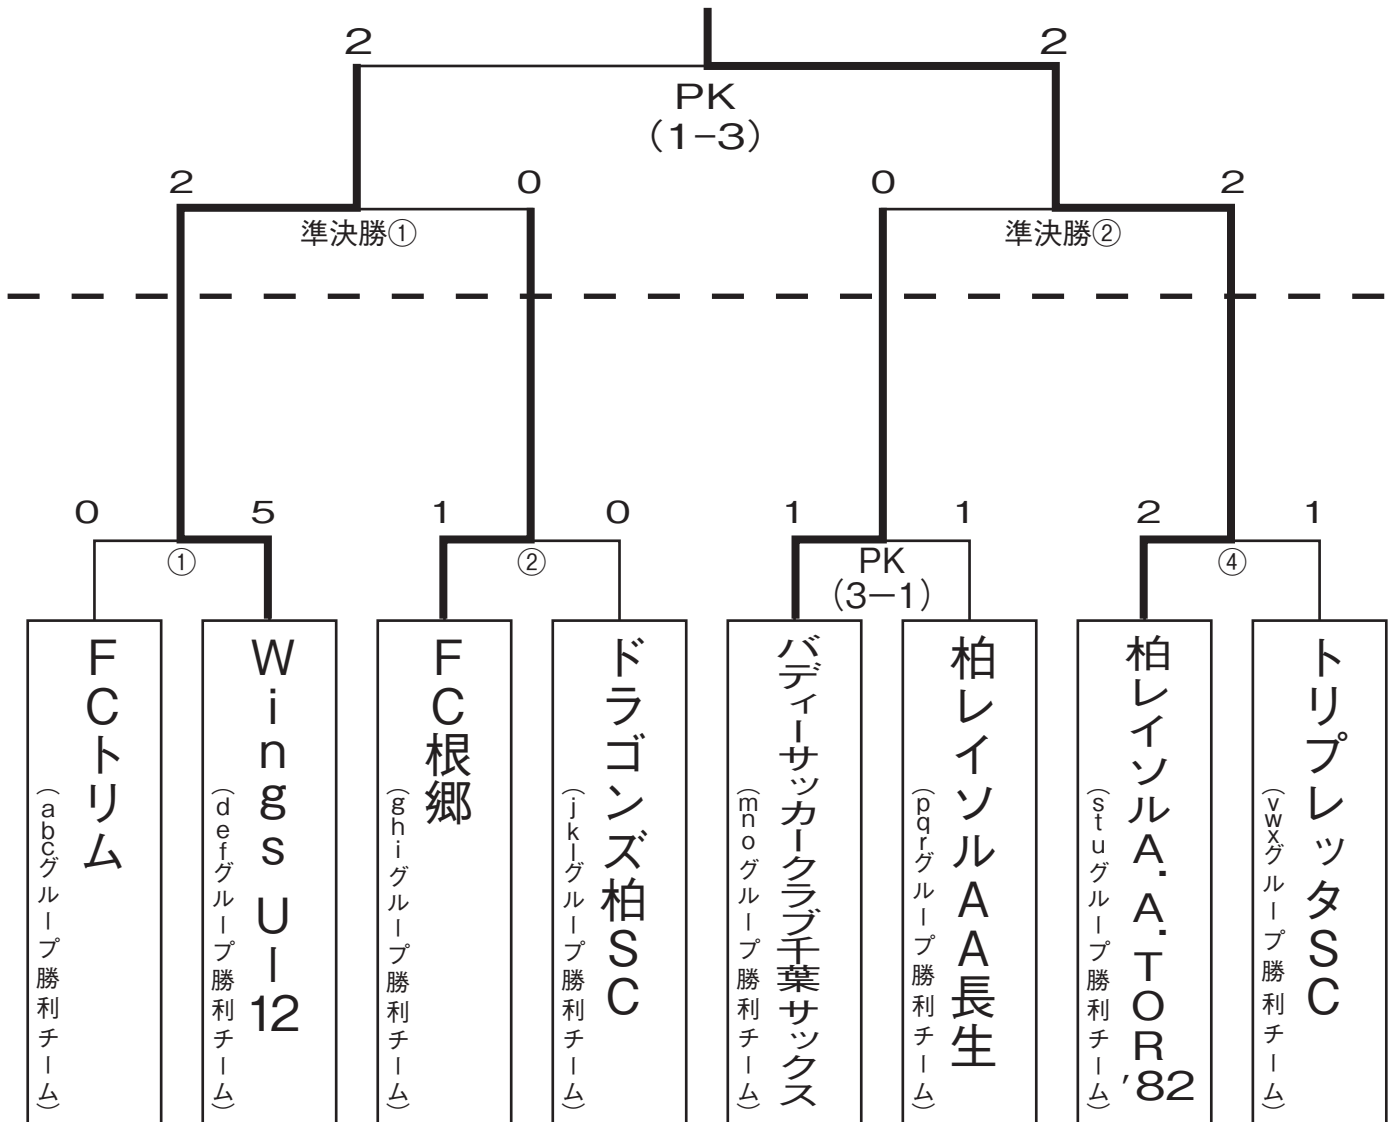 2 2
PK
（1−3）
2 0 0 2
準決勝① 準決勝②
0 5 1 0 1 1 2 1
① ② PK ④
（3−1）
FCトリム
（abcグループ勝利チーム）
Wings U−12
（defグループ勝利チーム）
FC根郷
（ghiグループ勝利チーム）
ドラゴンズ柏SC
（jklグループ勝利チーム）
バディーサッカークラブ千葉サックス
（mnoグループ勝利チーム）
柏レイソルAA長生
（pqrグループ勝利チーム）
柏レイソルA.A.TOR'82
（stuグループ勝利チーム）
トリプレッタSC
（vwxグループ勝利チーム）